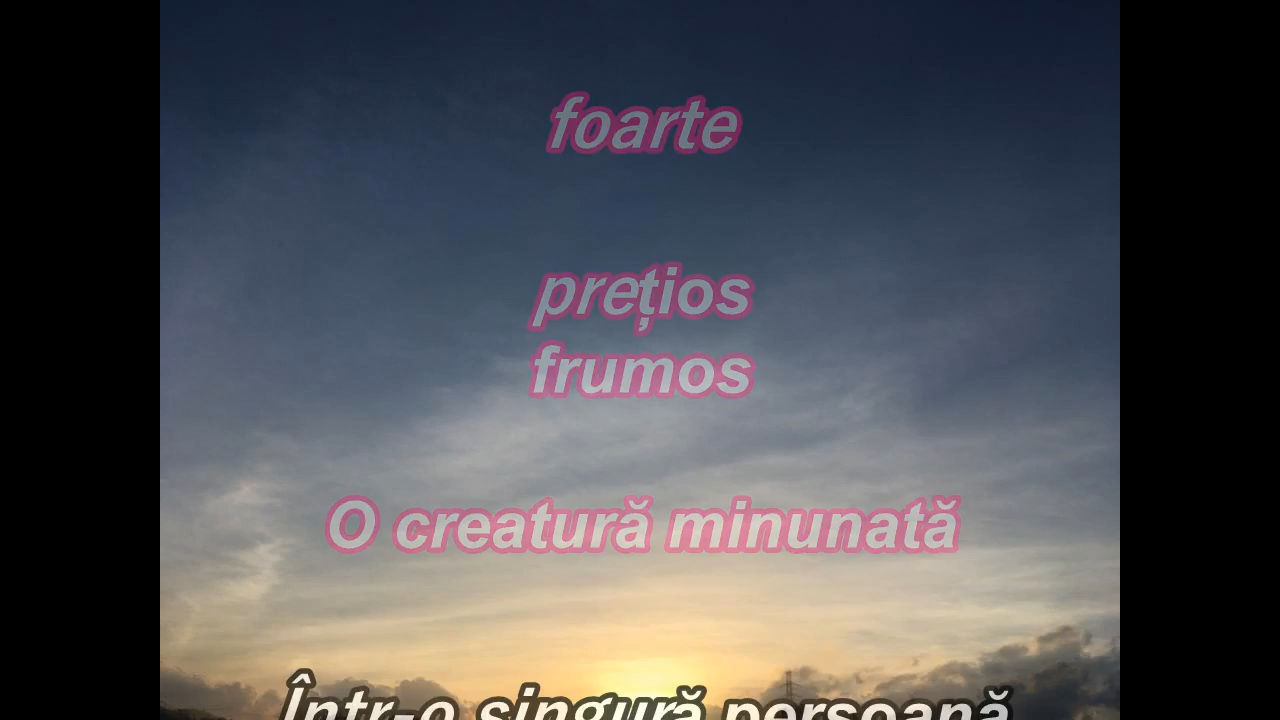 foarte
prețios
frumos
O creatură minunată
Într-o singură persoană